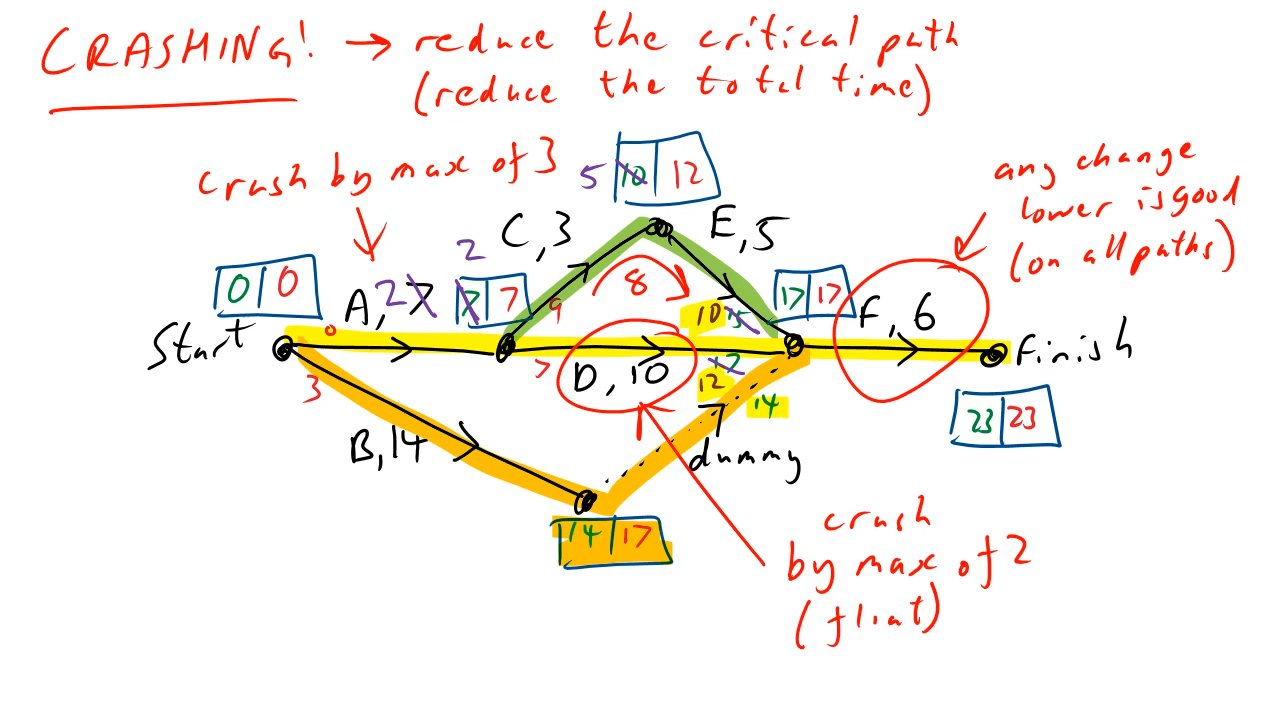 CRASHING! → reduce the critical path
(reduce the total time)
crash by max of 3
any change
lower is good
(on all paths)
5 10 12
C, 3
E, 5
2
0 0
A, 2 7
7 7
8
17 17
F, 6
9
10 5
Start
0
Finish
7
D, 10
12
12
3
14
23 23
B, 14
dummy
14 17
crash
by max of 2
(float)